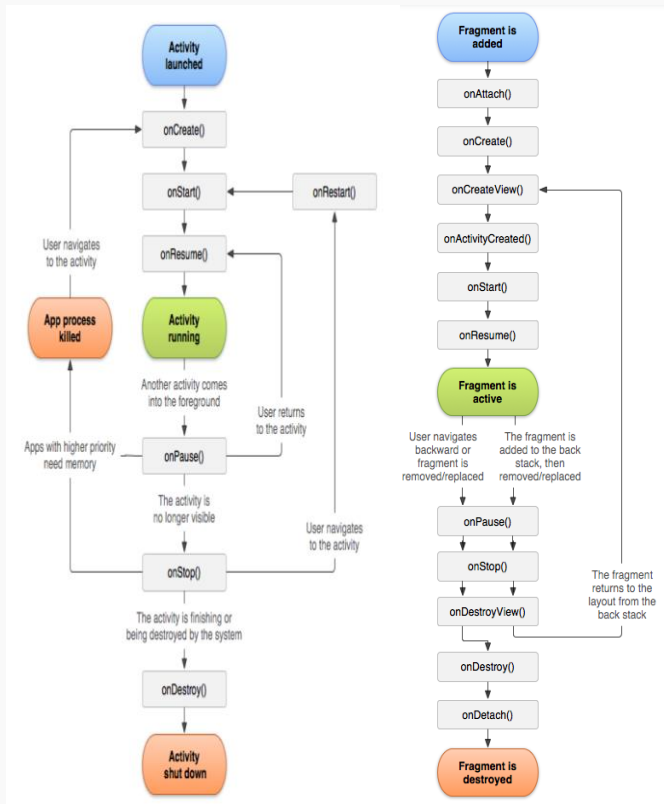 Activity
launched
onCreate()
onStart()
onRestart()
User navigates
to the activity
onResume()
App process
killed
Activity
running
Another activity comes
into the foreground
User returns
to the activity
Apps with higher priority
need memory
onPause()
The activity is
no longer visible
User navigates
to the activity
onStop()
The activity is finishing or
being destroyed by the system
onDestroy()
Activity
shut down
Fragment is
added
onAttach()
onCreate()
onCreateView()
onActivityCreated()
onStart()
onResume()
Fragment is
active
User navigates
backward or
fragment is
removed/replaced
The fragment is
added to the back
stack, then
removed/replaced
onPause()
onStop()
The fragment
returns to the
layout from the
back stack
onDestroyView()
onDestroy()
onDetach()
Fragment is
destroyed